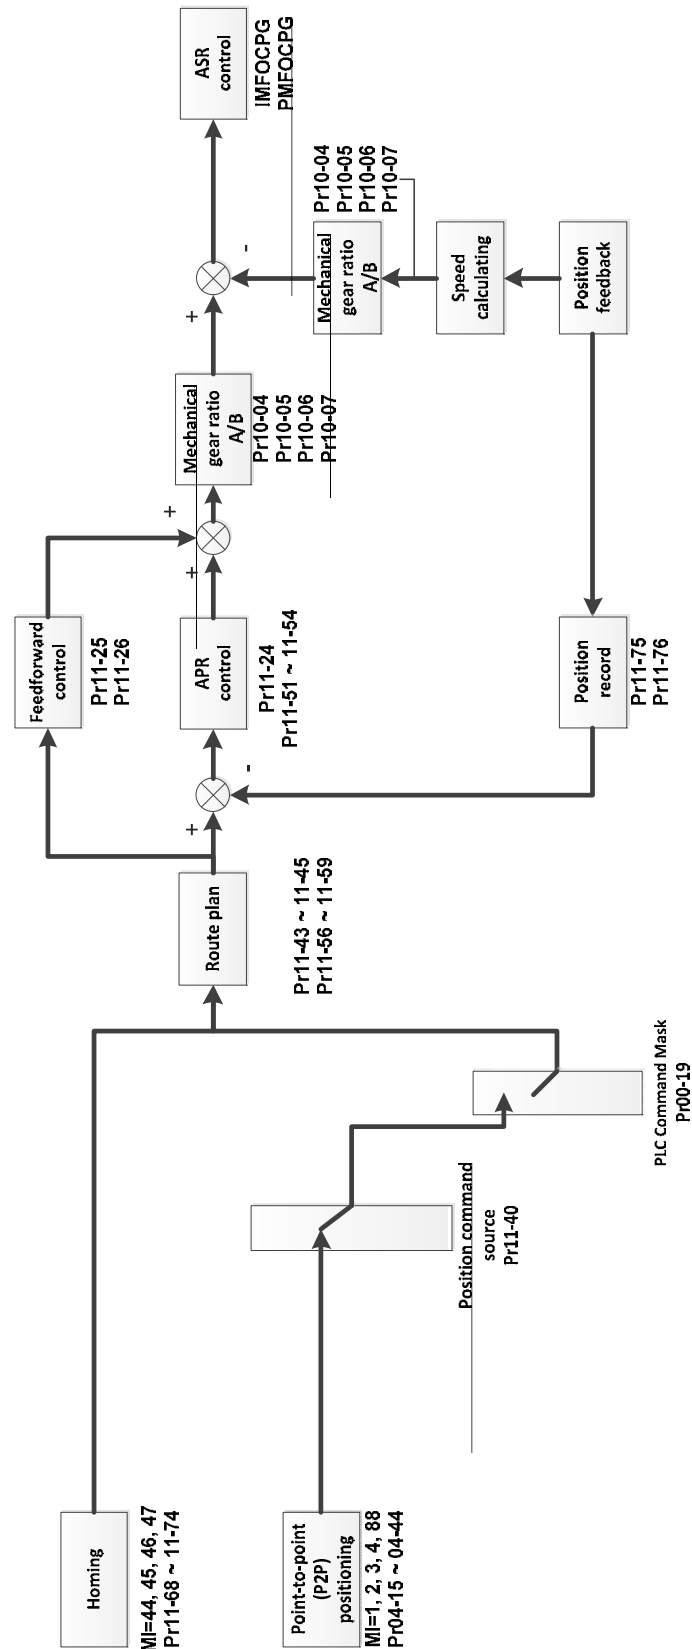 Homing
MI=44, 45, 46, 47
Pr11-68 ~ 11-74
Point-to-point
(P2P)
positioning
MI=1, 2, 3, 4, 88
Pr04-15 ~ 04-44
Position command
source
Pr11-40
PLC Command Mask
Pr00-19
Route plan
Pr11-43 ~ 11-45
Pr11-56 ~ 11-59
+
-
Feedforward
control
Pr11-25
Pr11-26
APR
control
Pr11-24
Pr11-51 ~ 11-54
+
+
Position
record
Pr11-75
Pr11-76
Mechanical
gear ratio
A/B
Pr10-04
Pr10-05
Pr10-06
Pr10-07
+
-
Mechanical
gear ratio
A/B
Pr10-04
Pr10-05
Pr10-06
Pr10-07
Speed
calculating
Position
feedback
ASR
control
IMFOCPG
PMFOCPG